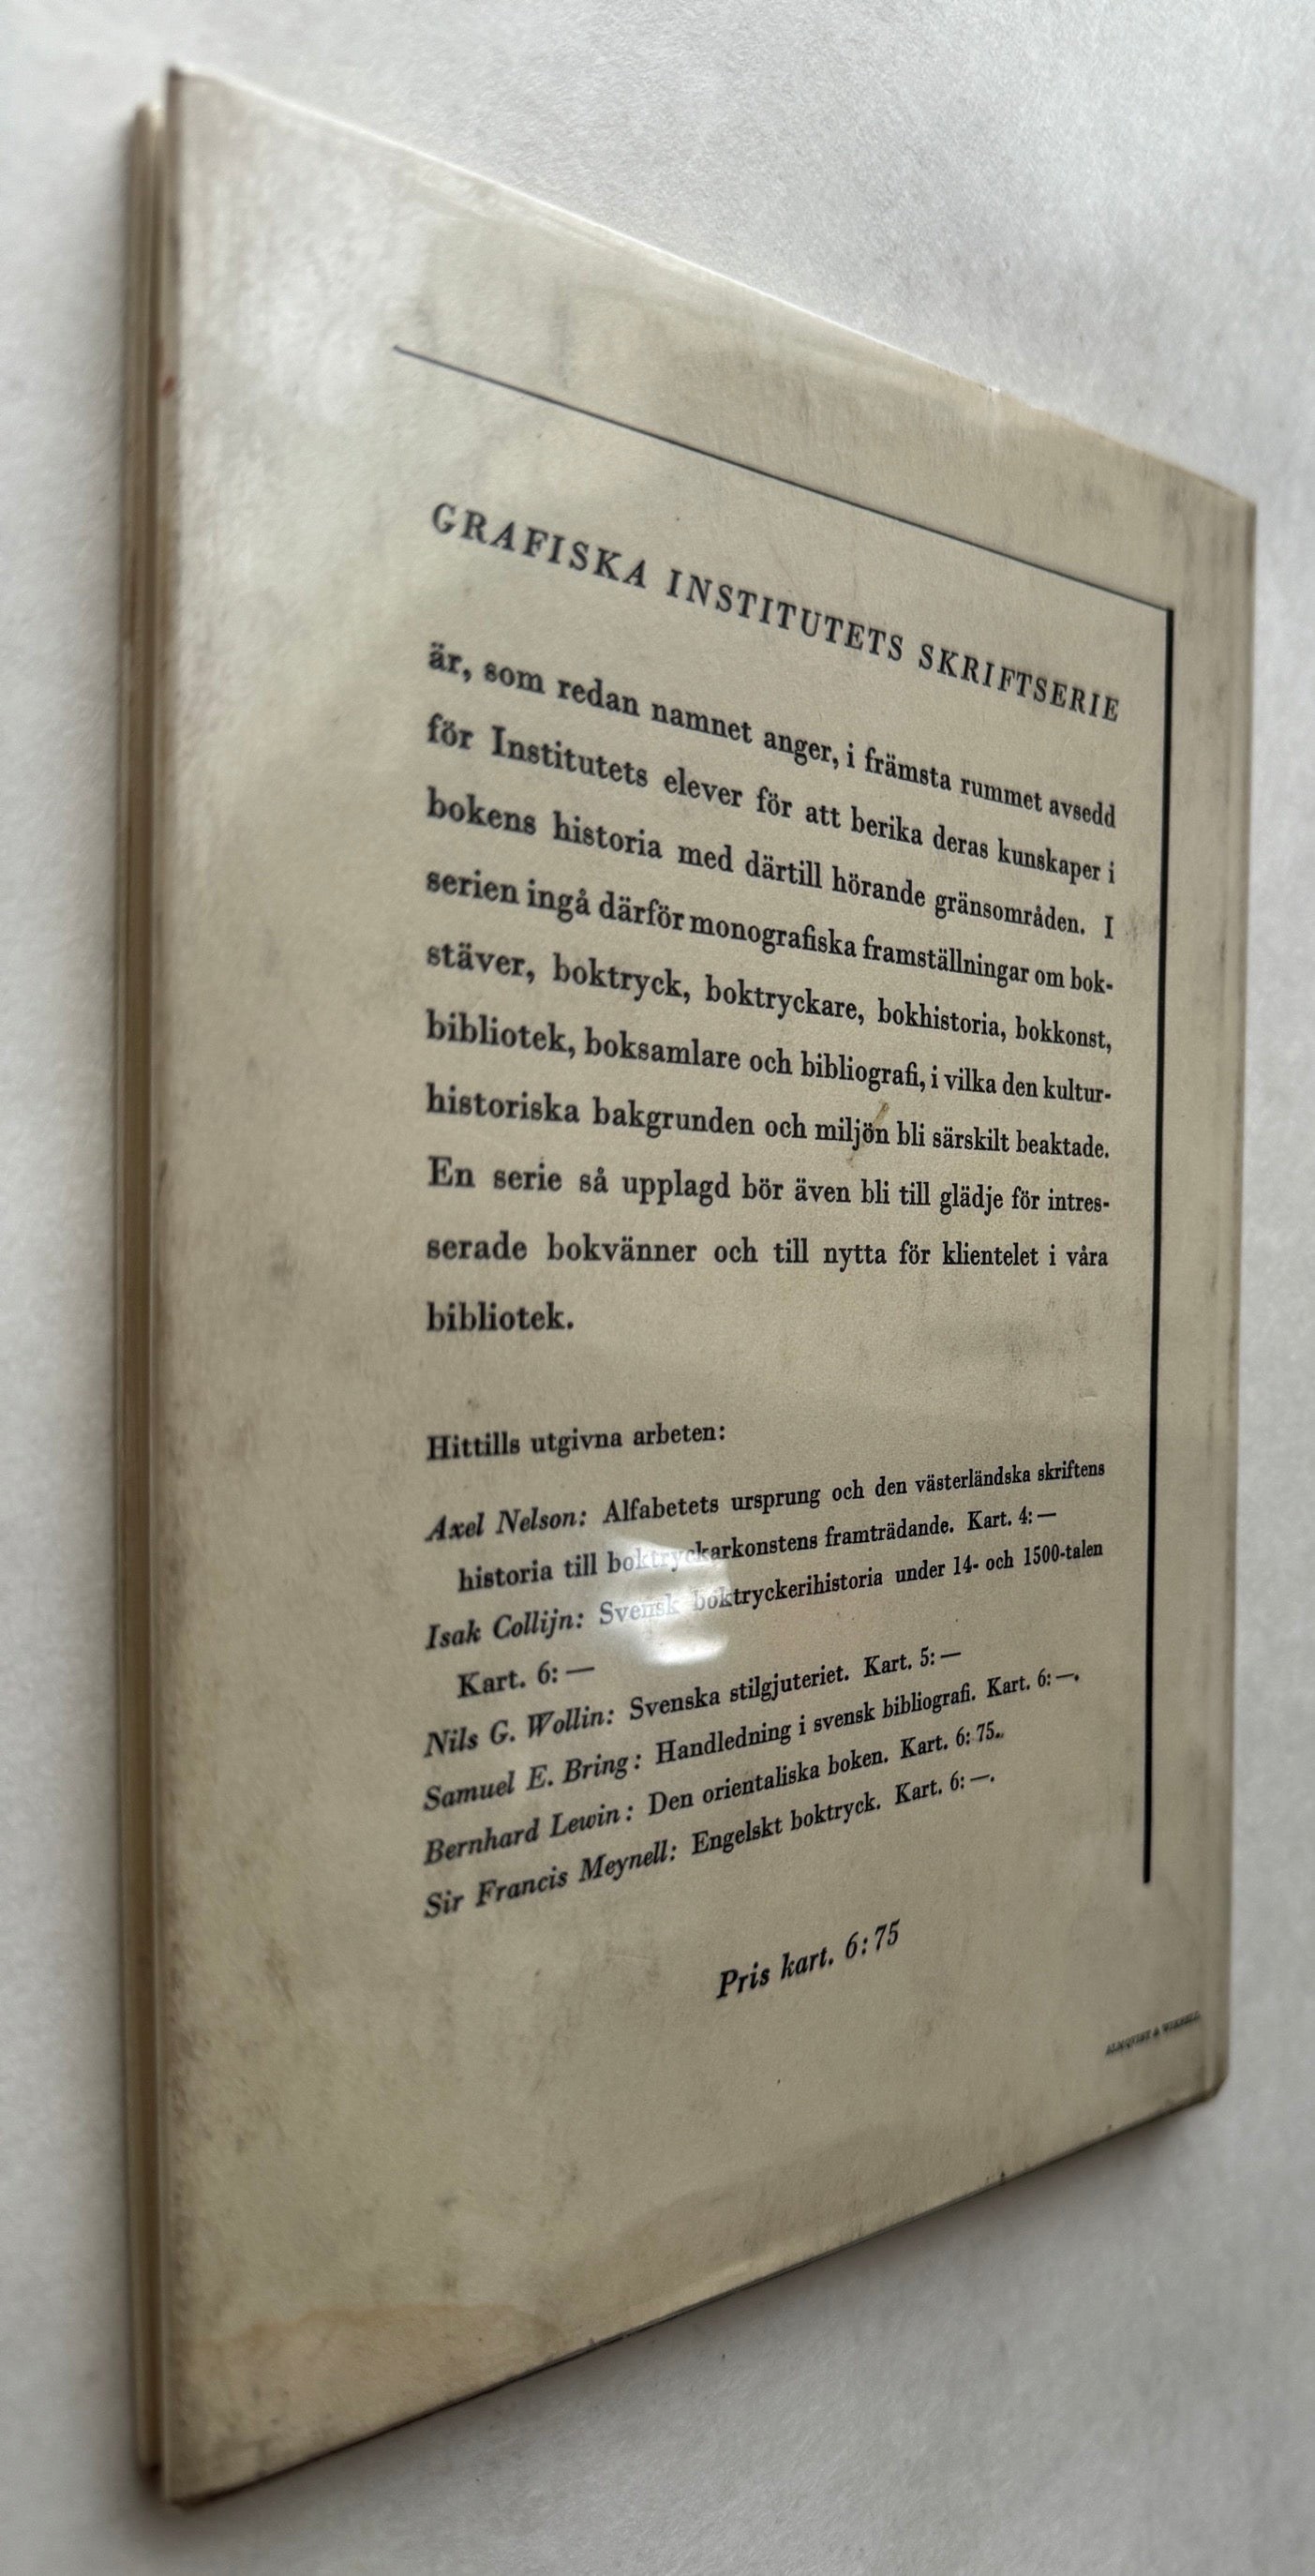 GRAFISKA INSTITUTETS SKRIFTSERIE
är, som redan namnet anger, i främsta rummet avsedd
för Institutets elever för att berika deras kunskaper i
bokens historia med därtill hörande gränsområden. I
serien ingå därför monografiska framställningar om bok-
stäver, boktryck, boktryckare, bokhistoria, bokkonst,
bibliotek, boksamlare och bibliografi, i vilka den kultur-
historiska bakgrunden och miljön bli särskilt beaktade.
En serie så upplagd bör även bli till glädje för intres-
serade bokvänner och till nytta för klientelet i våra
bibliotek.
Hittills utgivna arbeten:
Axel Nelson: Alfabetets ursprung och den västerländska skriftens
historia till boktryckarkonstens framträdande. Kart. 4: —
Isak Collijn: Svensk boktryckerihistoria under 14- och 1500-talen
Kart. 6: —
Nils G. Wollin: Svenska stilgjuteriet. Kart. 5: —
Samuel E. Bring: Handledning i svensk bibliografi. Kart. 6: —.
Bernhard Lewin: Den orientaliska boken. Kart. 6: 75.
Sir Francis Meynell: Engelskt boktryck. Kart. 6: —.
Pris kart. 6:75
ALMQVIST & WIKSELL